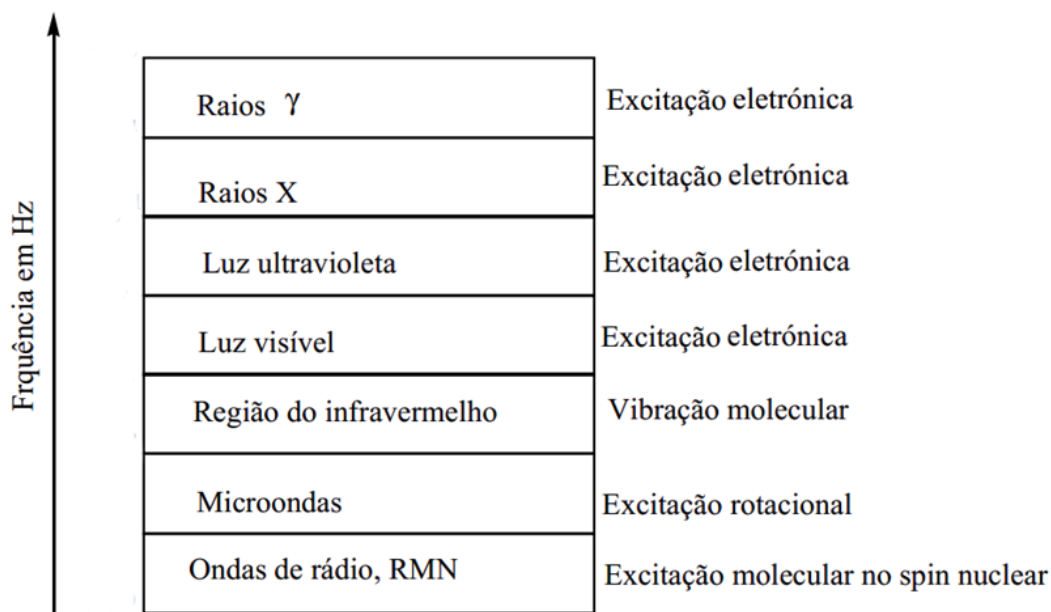 Frquência em Hz
Raios γ Excitação eletrónica
Raios X Excitação eletrónica
Luz ultravioleta Excitação eletrónica
Luz visível Excitação eletrónica
Região do infravermelho Vibração molecular
Microondas Excitação rotacional
Ondas de rádio, RMN Excitação molecular no spin nuclear